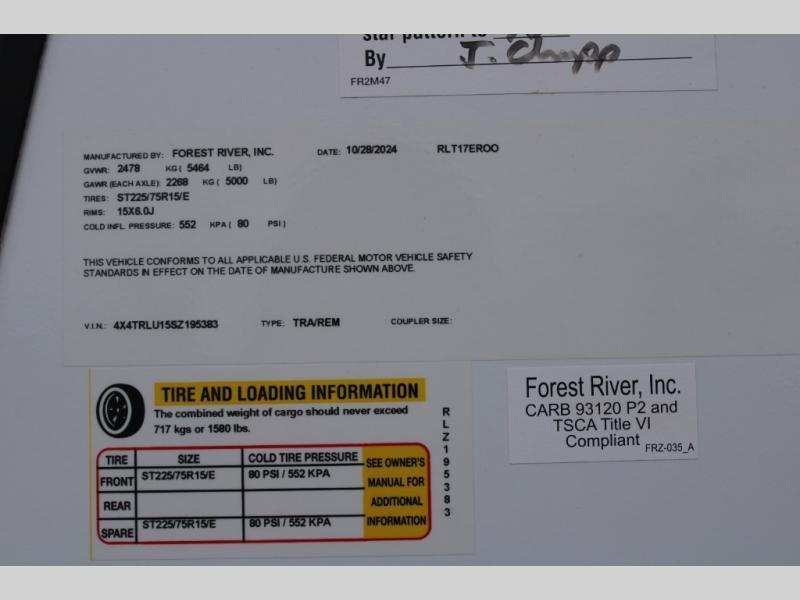 star pattern to
By J. Chupp
FR2M47
MANUFACTURED BY: FOREST RIVER, INC. DATE: 10/28/2024 RLT17EROO
GVWR: 2478 KG ( 5464 LB)
GAWR (EACH AXLE): 2268 KG ( 5000 LB)
TIRES: ST225/75R15/E
RIMS: 15X6.0J
COLD INFL. PRESSURE: 552 KPA ( 80 PSI )
THIS VEHICLE CONFORMS TO ALL APPLICABLE U.S. FEDERAL MOTOR VEHICLE SAFETY
STANDARDS IN EFFECT ON THE DATE OF MANUFACTURE SHOWN ABOVE.
V.I.N.: 4X4TRLU15SZ195383 TYPE: TRA/REM COUPLER SIZE:
TIRE AND LOADING INFORMATION
The combined weight of cargo should never exceed
717 kgs or 1580 lbs.
TIRE SIZE COLD TIRE PRESSURE
FRONT ST225/75R15/E 80 PSI / 552 KPA
REAR
SPARE ST225/75R15/E 80 PSI / 552 KPA
SEE OWNER'S
MANUAL FOR
ADDITIONAL
INFORMATION
RLZ195383
Forest River, Inc.
CARB 93120 P2 and
TSCA Title VI
Compliant
FRZ-035_A